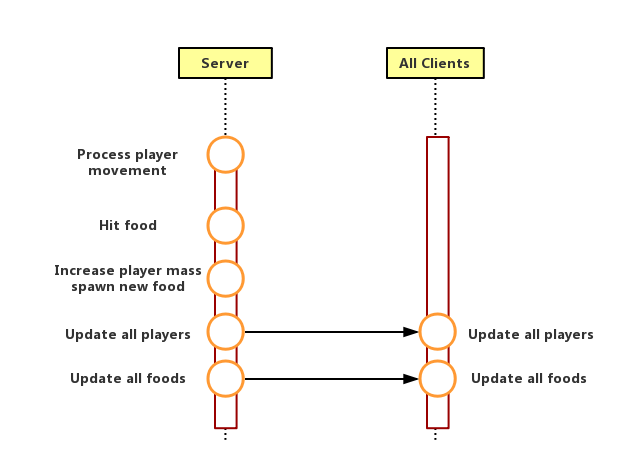 Server
All Clients
Process player
movement
Hit food
Increase player mass
spawn new food
Update all players
Update all players
Update all foods
Update all foods